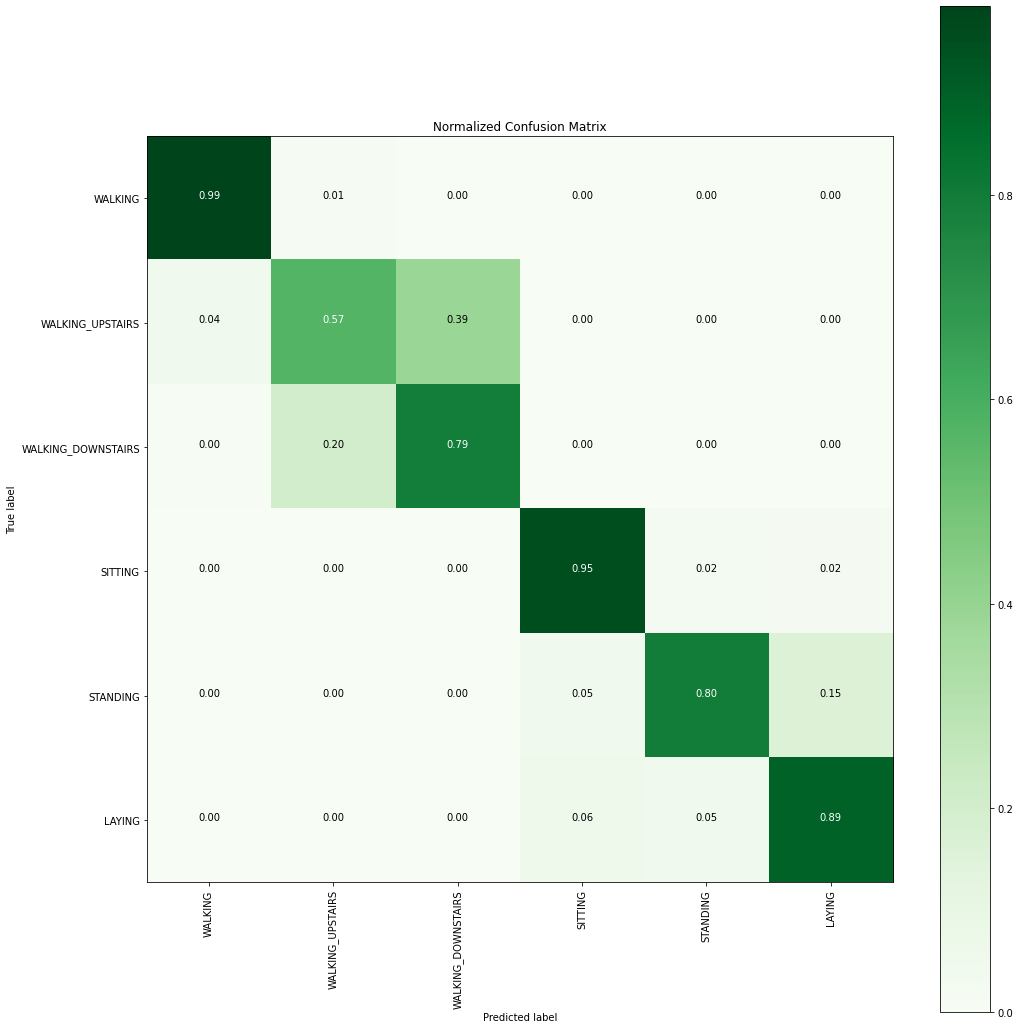 Normalized Confusion Matrix
WALKING 0.99 0.01 0.00 0.00 0.00 0.00
WALKING_UPSTAIRS 0.04 0.57 0.39 0.00 0.00 0.00
WALKING_DOWNSTAIRS 0.00 0.20 0.79 0.00 0.00 0.00
SITTING 0.00 0.00 0.00 0.95 0.02 0.02
STANDING 0.00 0.00 0.00 0.05 0.80 0.15
LAYING 0.00 0.00 0.00 0.06 0.05 0.89
True label
WALKING
WALKING_UPSTAIRS
WALKING_DOWNSTAIRS
SITTING
STANDING
LAYING
Predicted label
0.8
0.6
0.4
0.2
0.0